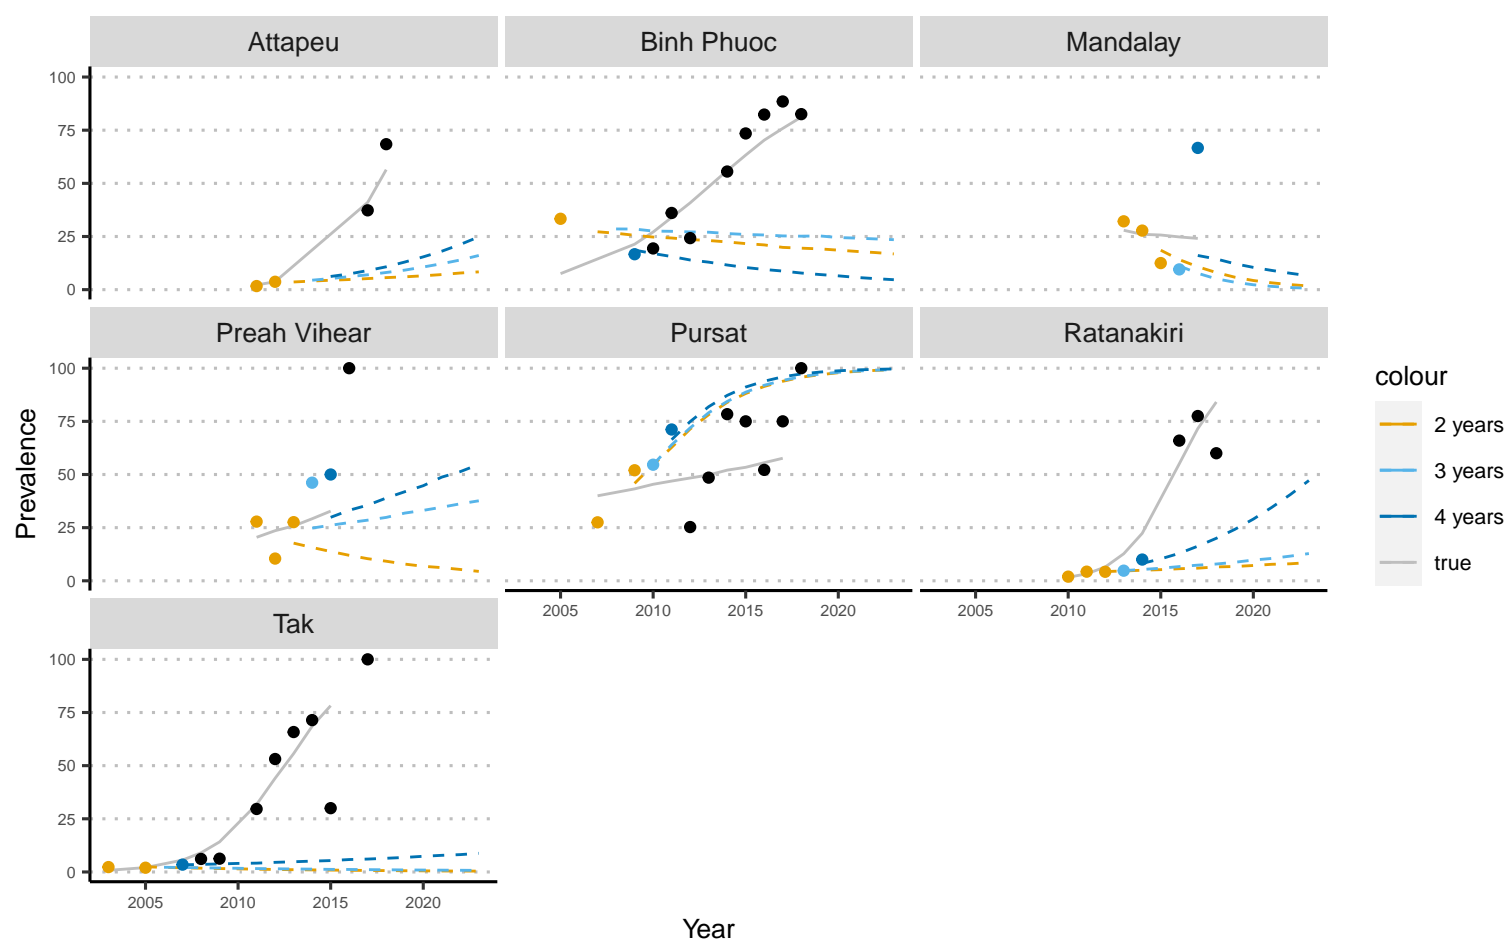 Attapeu
Binh Phuoc
Mandalay
100
75
50
25
0
Preah Vihear
Pursat
Ratanakiri
100
75
50
25
0
2005 2010 2015 2020
2005 2010 2015 2020
Tak
100
75
50
25
0
2005 2010 2015 2020
Prevalence
Year
colour
2 years
3 years
4 years
true